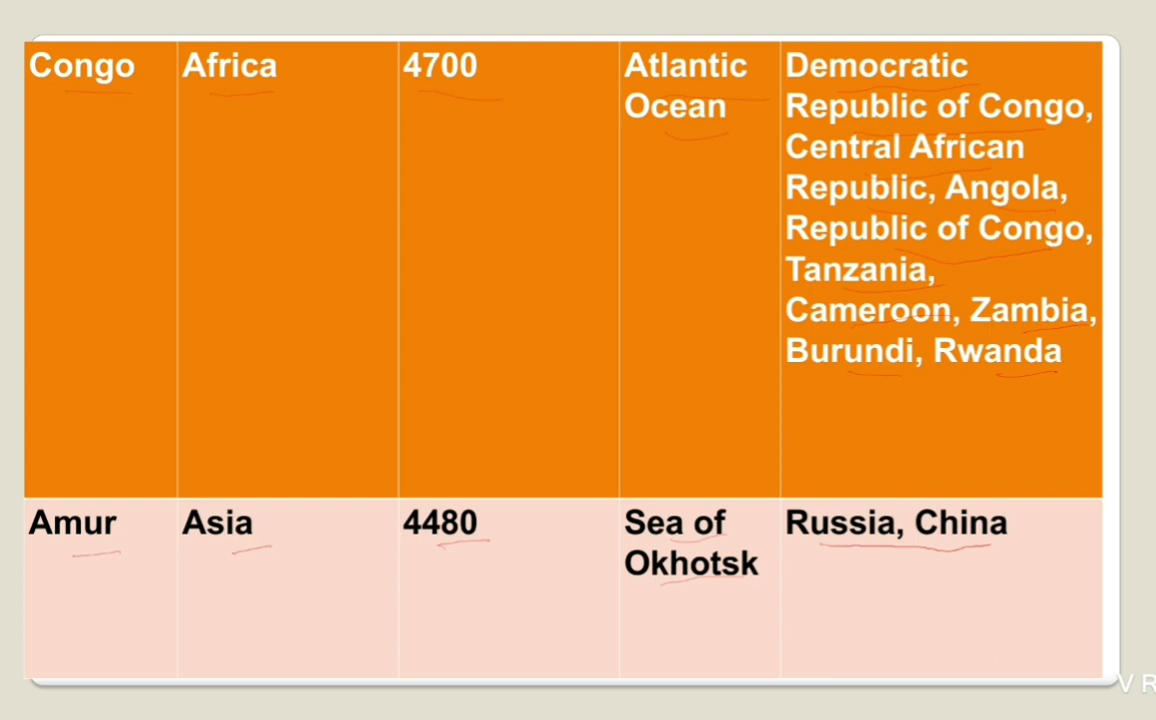 Congo
Africa
4700
Atlantic
Ocean
Democratic
Republic of Congo,
Central African
Republic, Angola,
Republic of Congo,
Tanzania,
Cameroon, Zambia,
Burundi, Rwanda
Amur
Asia
4480
Sea of
Okhotsk
Russia, China
V R